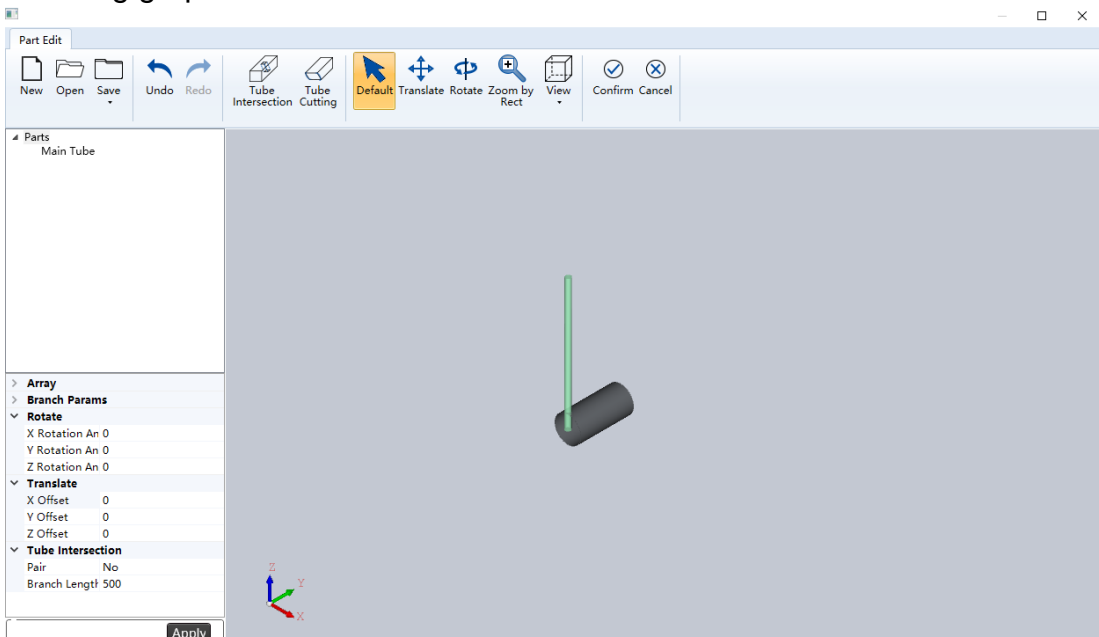 Part Edit
New Open Save Undo Redo Tube Intersection Tube Cutting Default Translate Rotate Zoom by Rect View Confirm Cancel
Parts
Main Tube
Array
Branch Params
Rotate
X Rotation An 0
Y Rotation An 0
Z Rotation An 0
Translate
X Offset 0
Y Offset 0
Z Offset 0
Tube Intersection
Pair No
Branch Length 500
Apply
Z
Y
X